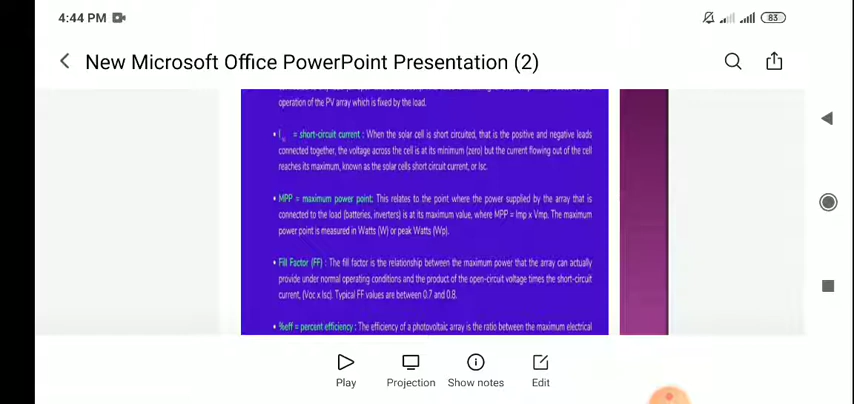 4:44 PM
83
New Microsoft Office PowerPoint Presentation (2)
operation of the PV array which is fixed by the load.
• I sc = short-circuit current : When the solar cell is short circuited, that is the positive and negative leads
connected together, the voltage across the cell is at its minimum (zero) but the current flowing out of the cell
reaches its maximum, known as the solar cells short circuit current, or Isc.
• MPP = maximum power point: This relates to the point where the power supplied by the array that is
connected to the load (batteries, inverters) is at its maximum value, where MPP = Imp x Vmp. The maximum
power point is measured in Watts (W) or peak Watts (Wp).
• Fill Factor (FF) : The fill factor is the relationship between the maximum power that the array can actually
provide under normal operating conditions and the product of the open-circuit voltage times the short-circuit
current, (Voc x Isc). Typical FF values are between 0.7 and 0.8.
• %eff = percent efficiency : The efficiency of a photovoltaic array is the ratio between the maximum electrical
Play
Projection
Show notes
Edit